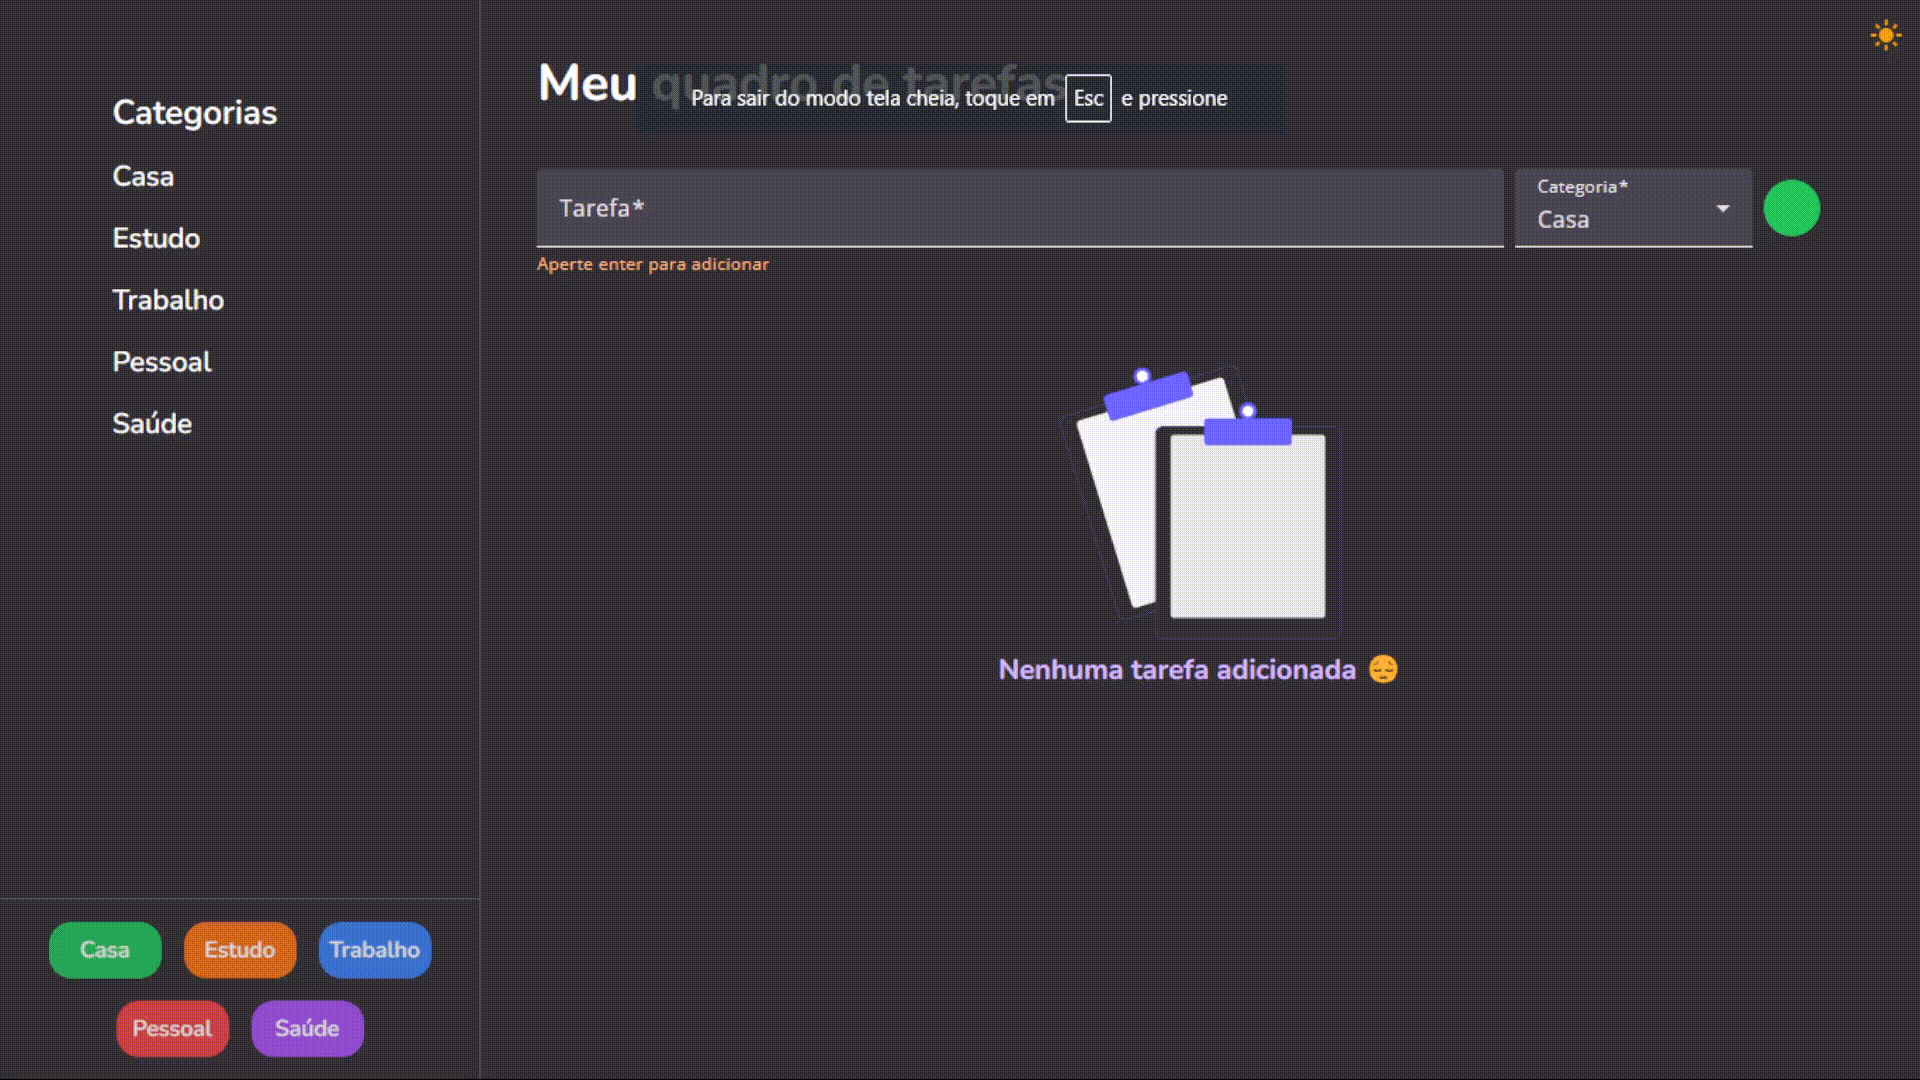 Categorias
Casa
Estudo
Trabalho
Pessoal
Saúde
Casa
Estudo
Trabalho
Pessoal
Saúde
Meu quadro de tarefas
Para sair do modo tela cheia, toque em Esc e pressione
Tarefa*
Categoria*
Casa
Aperte enter para adicionar
Nenhuma tarefa adicionada 😔